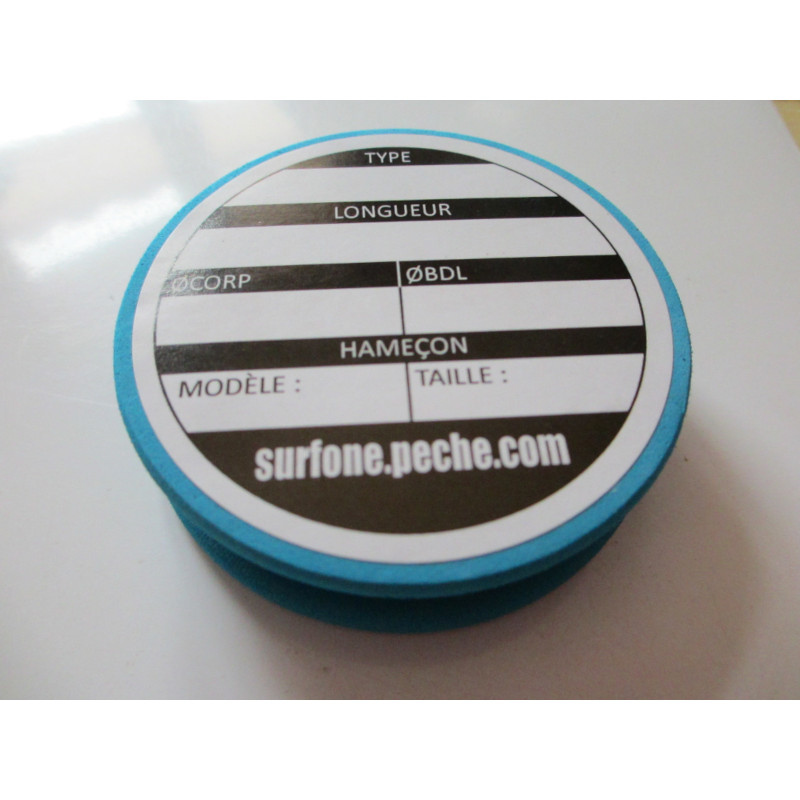 TYPE
LONGUEUR
ØCORP ØBDL
HAMEÇON
MODÈLE : TAILLE :
surfone.peche.com